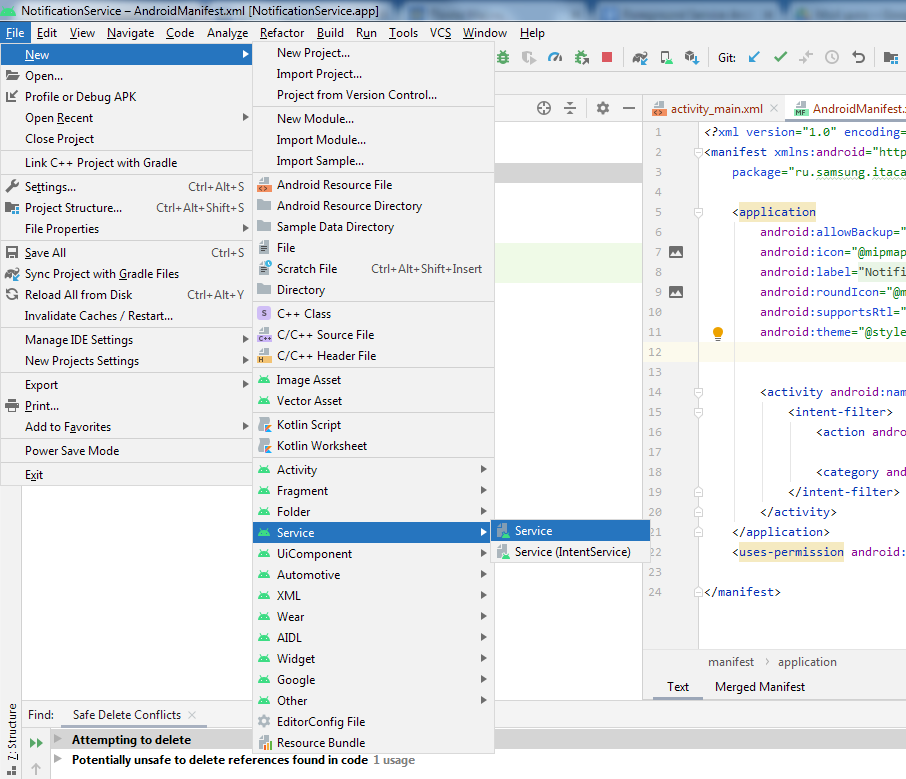 NotificationService – AndroidManifest.xml [NotificationService.app]
File Edit View Navigate Code Analyze Refactor Build Run Tools VCS Window Help
New
Open...
Profile or Debug APK
Open Recent
Close Project
Link C++ Project with Gradle
Settings... Ctrl+Alt+S
Project Structure... Ctrl+Alt+Shift+S
File Properties
Save All Ctrl+S
Sync Project with Gradle Files
Reload All from Disk Ctrl+Alt+Y
Invalidate Caches / Restart...
Manage IDE Settings
New Projects Settings
Export
Print...
Add to Favorites
Power Save Mode
Exit
New Project...
Import Project...
Project from Version Control...
New Module...
Import Module...
Import Sample...
Android Resource File
Android Resource Directory
Sample Data Directory
File
Scratch File Ctrl+Alt+Shift+Insert
Directory
S C++ Class
C++ C/C++ Source File
H C/C++ Header File
Image Asset
Vector Asset
Kotlin Script
Kotlin Worksheet
Activity
Fragment
Folder
Service
UiComponent
Automotive
XML
Wear
AIDL
Widget
Google
Other
EditorConfig File
Resource Bundle
Service
Service (IntentService)
Git:
activity_main.xml
MF AndroidManifest.
1 <?xml version="1.0" encoding=
2 <manifest xmlns:android="http
3 package="ru.samsung.itaca
4
5 <application
6 android:allowBackup="
7 android:icon="@mipmap
8 android:label="Notifi
9 android:roundIcon="@m
10 android:supportsRtl="
11 android:theme="@style
12
13
14 <activity android:nam
15 <intent-filter>
16 <action andro
17
18 <category and
19 </intent-filter>
20 </activity>
21 </application>
22 <uses-permission android:
23
24 </manifest>
manifest › application
Text Merged Manifest
Z: Structure
Find: Safe Delete Conflicts
Attempting to delete
Potentially unsafe to delete references found in code 1 usage